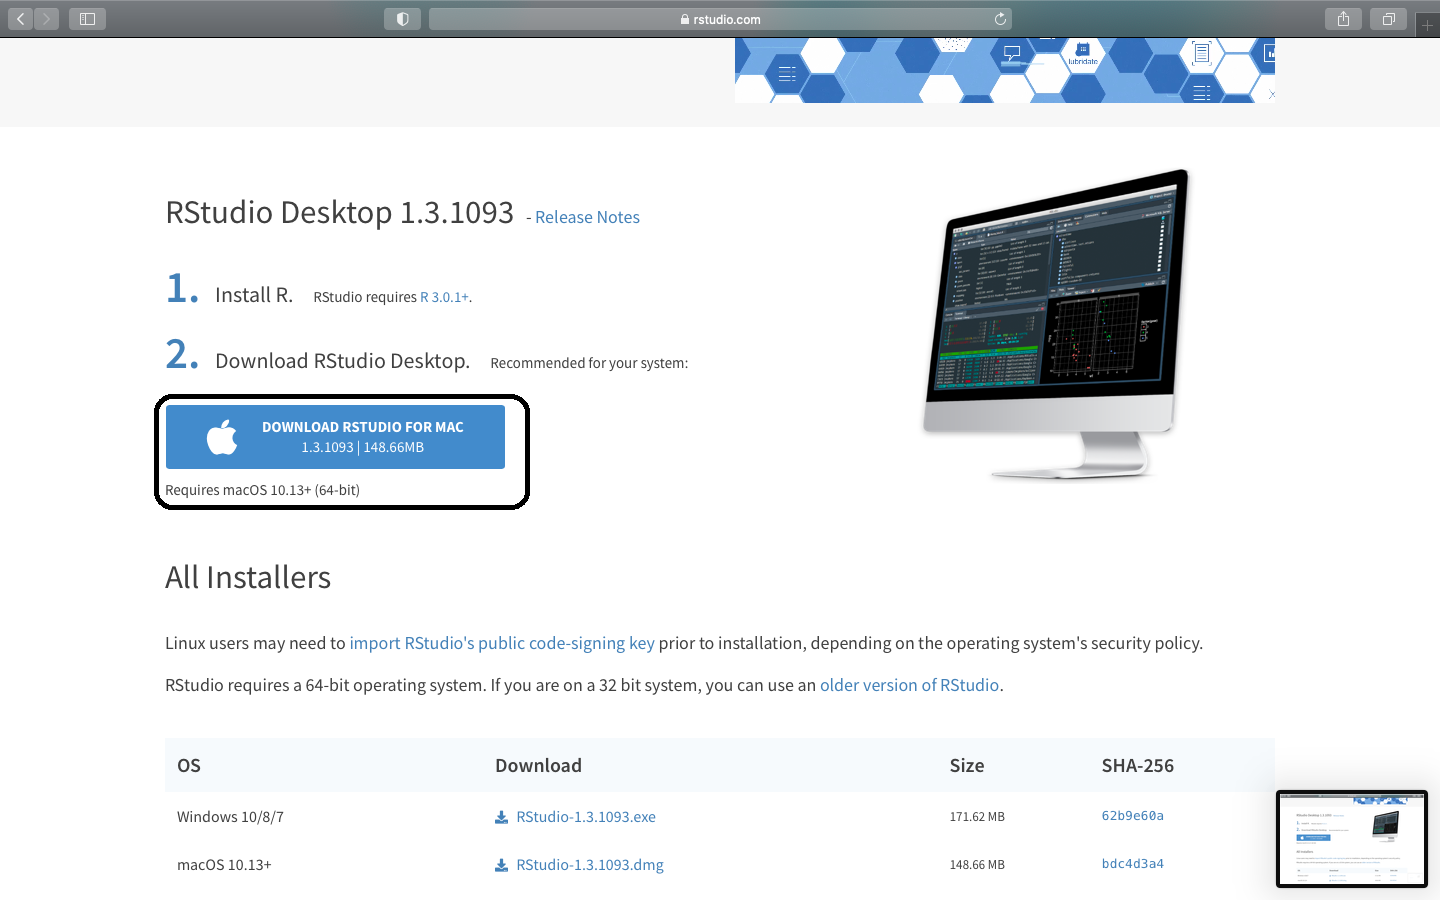 rstudio.com
lubridate
RStudio Desktop 1.3.1093 - Release Notes
1. Install R. RStudio requires R 3.0.1+.
2. Download RStudio Desktop. Recommended for your system:
DOWNLOAD RSTUDIO FOR MAC
1.3.1093 | 148.66MB
Requires macOS 10.13+ (64-bit)
All Installers
Linux users may need to import RStudio's public code-signing key prior to installation, depending on the operating system's security policy.
RStudio requires a 64-bit operating system. If you are on a 32 bit system, you can use an older version of RStudio.
OS Download Size SHA-256
Windows 10/8/7 RStudio-1.3.1093.exe 171.62 MB 62b9e60a
macOS 10.13+ RStudio-1.3.1093.dmg 148.66 MB bdc4d3a4